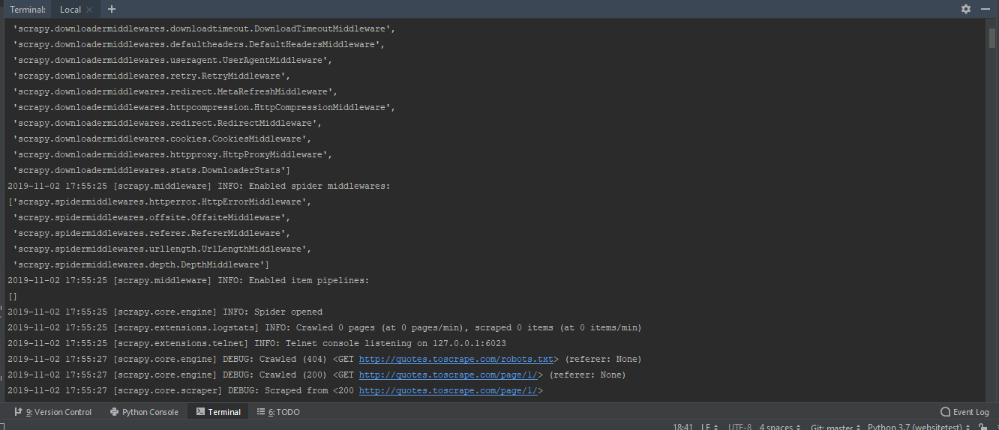 Terminal: Local × +
'scrapy.downloadermiddlewares.downloadtimeout.DownloadTimeoutMiddleware',
'scrapy.downloadermiddlewares.defaultheaders.DefaultHeadersMiddleware',
'scrapy.downloadermiddlewares.useragent.UserAgentMiddleware',
'scrapy.downloadermiddlewares.retry.RetryMiddleware',
'scrapy.downloadermiddlewares.redirect.MetaRefreshMiddleware',
'scrapy.downloadermiddlewares.httpcompression.HttpCompressionMiddleware',
'scrapy.downloadermiddlewares.redirect.RedirectMiddleware',
'scrapy.downloadermiddlewares.cookies.CookiesMiddleware',
'scrapy.downloadermiddlewares.httpproxy.HttpProxyMiddleware',
'scrapy.downloadermiddlewares.stats.DownloaderStats']
2019-11-02 17:55:25 [scrapy.middleware] INFO: Enabled spider middlewares:
['scrapy.spidermiddlewares.httperror.HttpErrorMiddleware',
'scrapy.spidermiddlewares.offsite.OffsiteMiddleware',
'scrapy.spidermiddlewares.referer.RefererMiddleware',
'scrapy.spidermiddlewares.urllength.UrlLengthMiddleware',
'scrapy.spidermiddlewares.depth.DepthMiddleware']
2019-11-02 17:55:25 [scrapy.middleware] INFO: Enabled item pipelines:
[]
2019-11-02 17:55:25 [scrapy.core.engine] INFO: Spider opened
2019-11-02 17:55:25 [scrapy.extensions.logstats] INFO: Crawled 0 pages (at 0 pages/min), scraped 0 items (at 0 items/min)
2019-11-02 17:55:25 [scrapy.extensions.telnet] INFO: Telnet console listening on 127.0.0.1:6023
2019-11-02 17:55:27 [scrapy.core.engine] DEBUG: Crawled (404) <GET http://quotes.toscrape.com/robots.txt> (referer: None)
2019-11-02 17:55:27 [scrapy.core.engine] DEBUG: Crawled (200) <GET http://quotes.toscrape.com/page/1/> (referer: None)
2019-11-02 17:55:27 [scrapy.core.scraper] DEBUG: Scraped from <200 http://quotes.toscrape.com/page/1/>
9: Version Control Python Console Terminal 6: TODO Event Log
18:41 LF UTF-8 4 spaces Git: master Python 3.7 (websitetest)